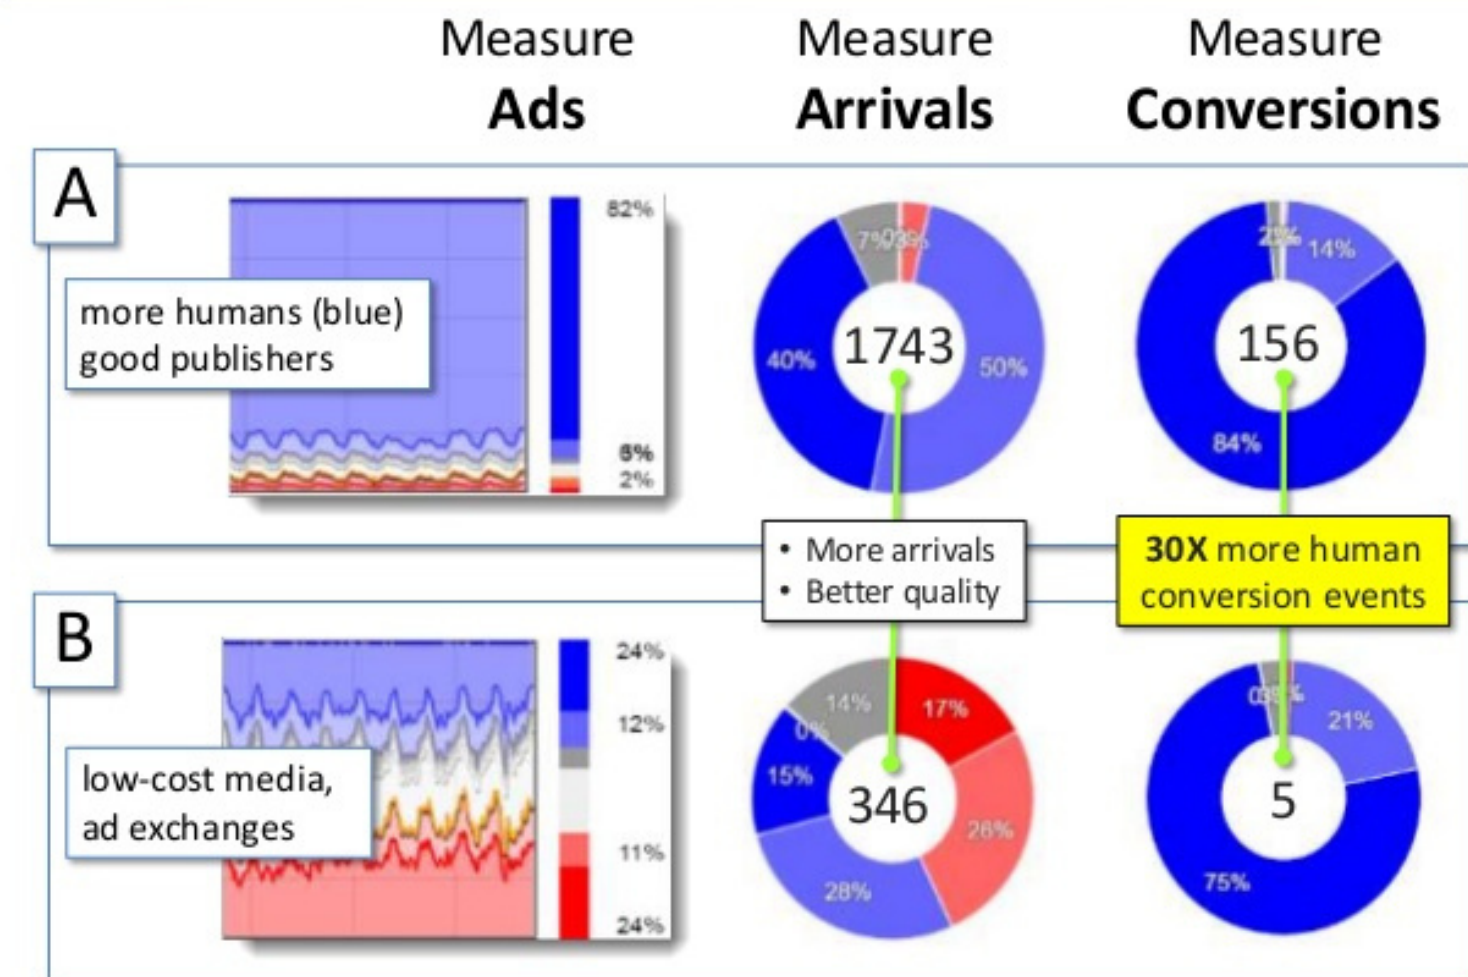 Measure
Ads
Measure
Arrivals
Measure
Conversions
A
more humans (blue)
good publishers
82%
2%
7%
40%
50%
1743
14%
84%
156
• More arrivals
• Better quality
30X more human
conversion events
B
low-cost media,
ad exchanges
24%
12%
11%
24%
14%
17%
0%
15%
26%
28%
346
21%
75%
5